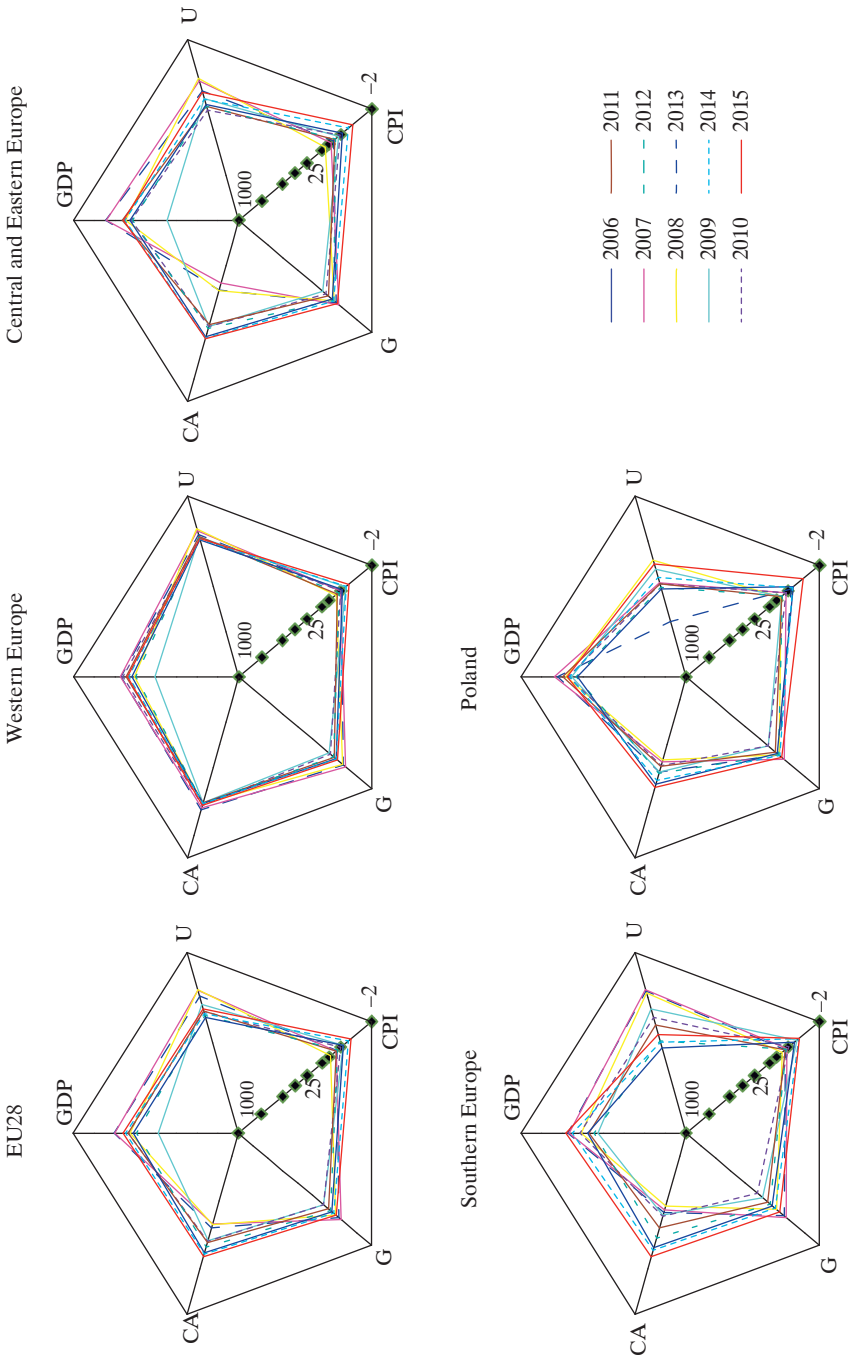 EU28
GDP
U
CPI
G
CA
1000
25
−2
Western Europe
GDP
U
CPI
G
CA
1000
25
−2
Central and Eastern Europe
GDP
U
CPI
G
CA
1000
25
−2
Southern Europe
GDP
U
CPI
G
CA
1000
25
−2
Poland
GDP
U
CPI
G
CA
1000
25
−2
2006
2007
2008
2009
2010
2011
2012
2013
2014
2015